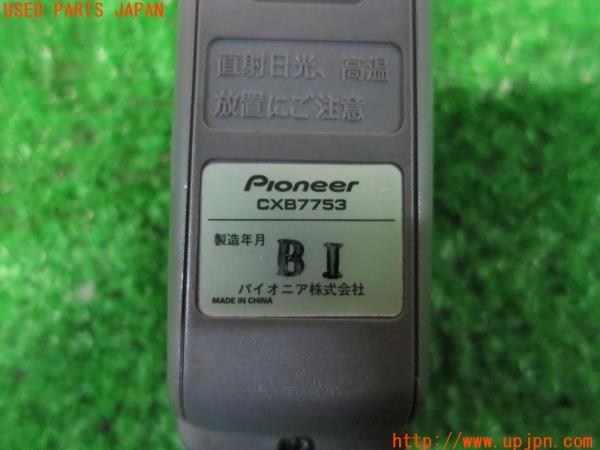 USED PARTS JAPAN
直射日光、高温
放置にご注意
Pioneer
CXB7753
製造年月
B I
パイオニア株式会社
MADE IN CHINA
http://www.upjpn.com/